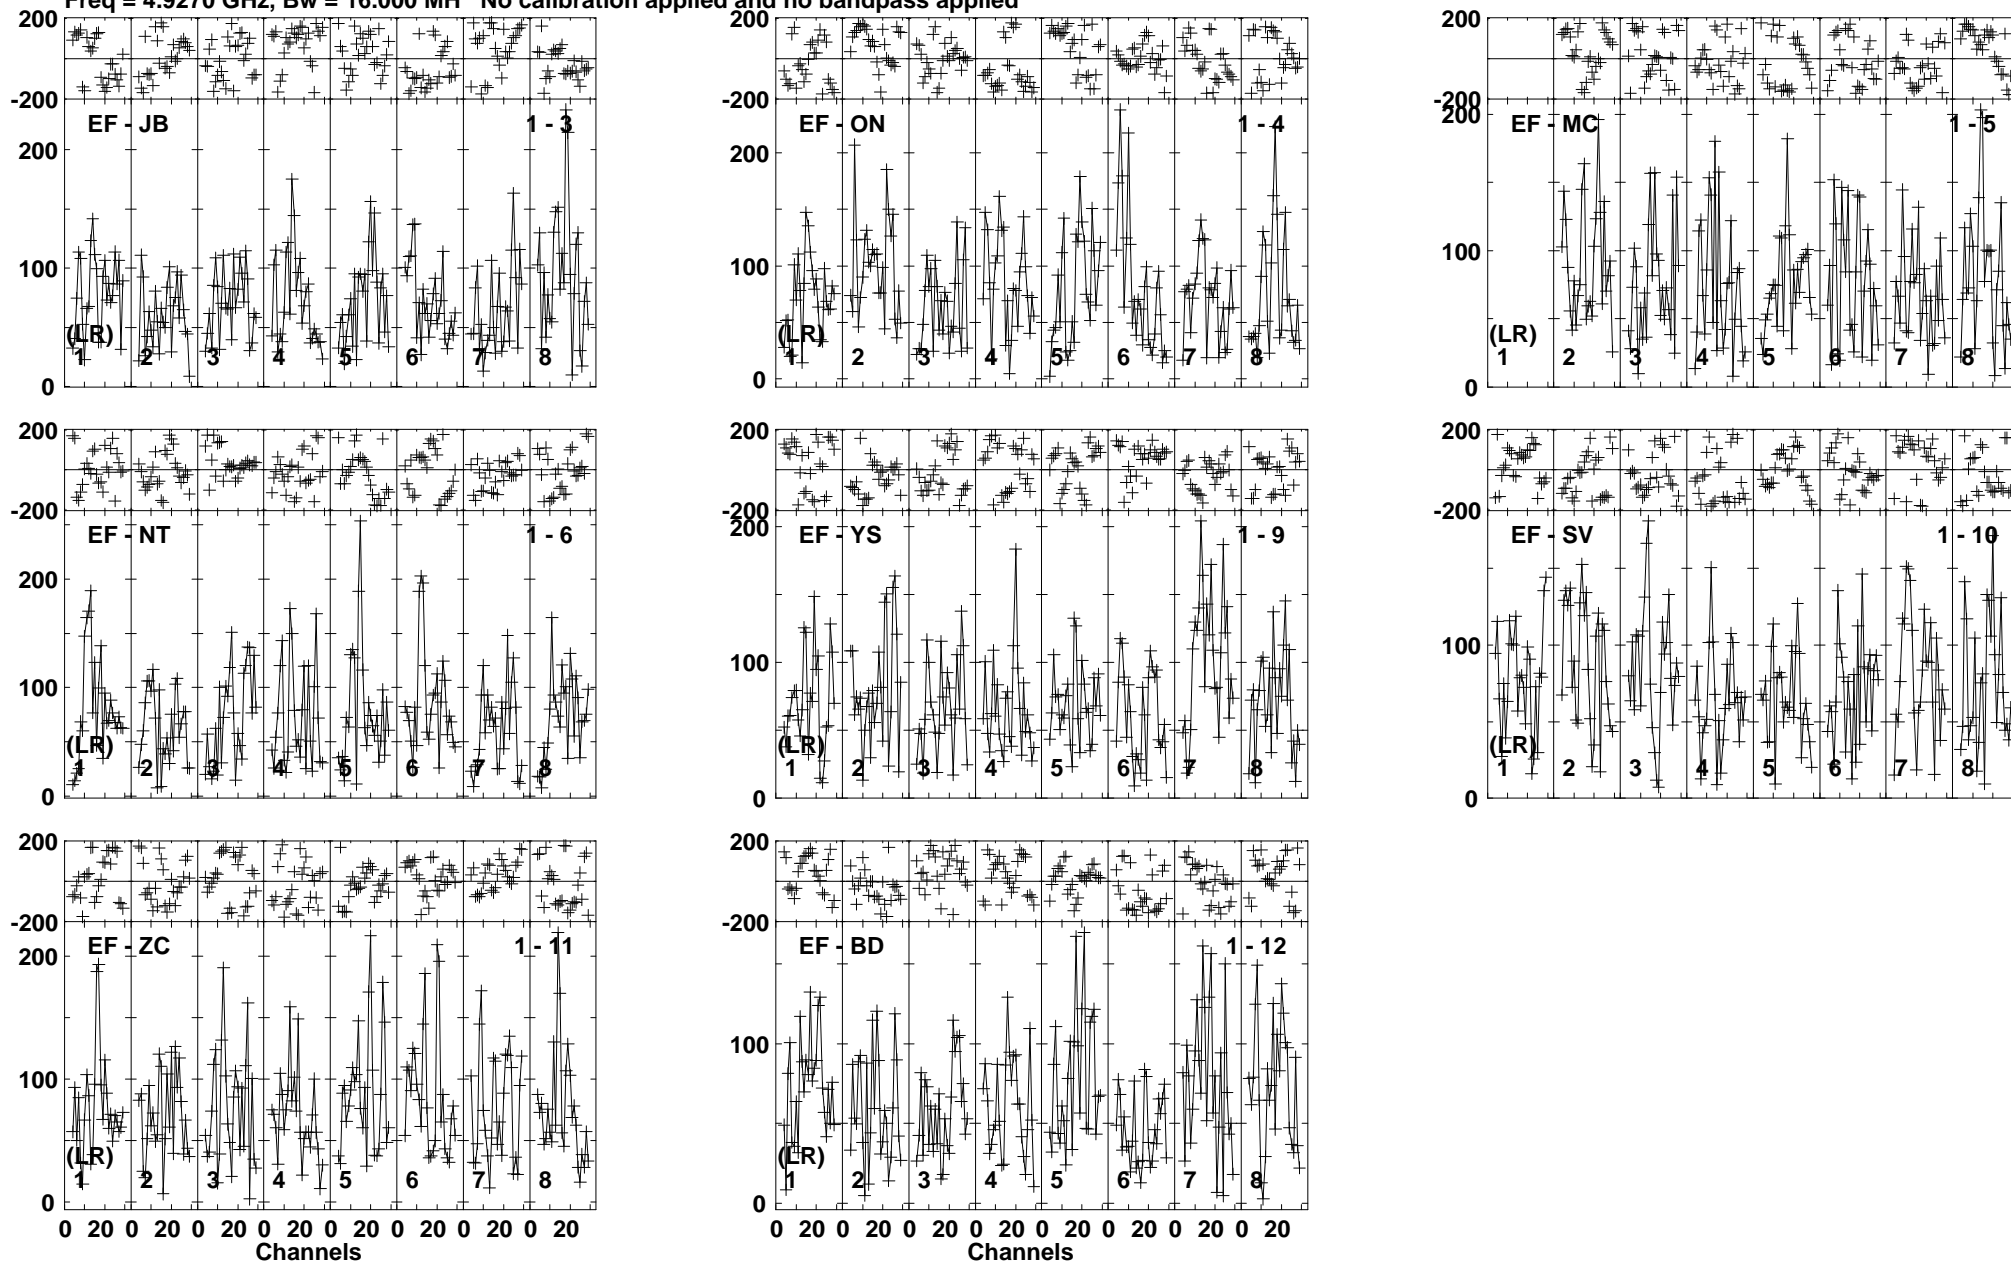 Freq = 4.9270 GHz, Bw = 16.000 MH No calibration applied and no bandpass applied
200
-200
EF - JB 1 - 3
200
100
0
(LR)
1 2 3 4 5 6 7 8
200
-200
EF - ON 1 - 4
200
100
0
(LR)
1 2 3 4 5 6 7 8
200
-200
EF - MC 1 - 5
200
100
0
(LR)
1 2 3 4 5 6 7 8
200
-200
EF - NT 1 - 6
200
100
0
(LR)
1 2 3 4 5 6 7 8
200
-200
EF - YS 1 - 9
200
100
0
(LR)
1 2 3 4 5 6 7 8
200
-200
EF - SV 1 - 10
100
0
(LR)
1 2 3 4 5 6 7 8
200
-200
EF - ZC 1 - 11
200
100
0
(LR)
1 2 3 4 5 6 7 8
0 20 0 20 0 20 0 20 0 20 0 20 0 20 0 20
Channels
200
-200
EF - BD 1 - 12
100
0
(LR)
1 2 3 4 5 6 7 8
0 20 0 20 0 20 0 20 0 20 0 20 0 20 0 20
Channels